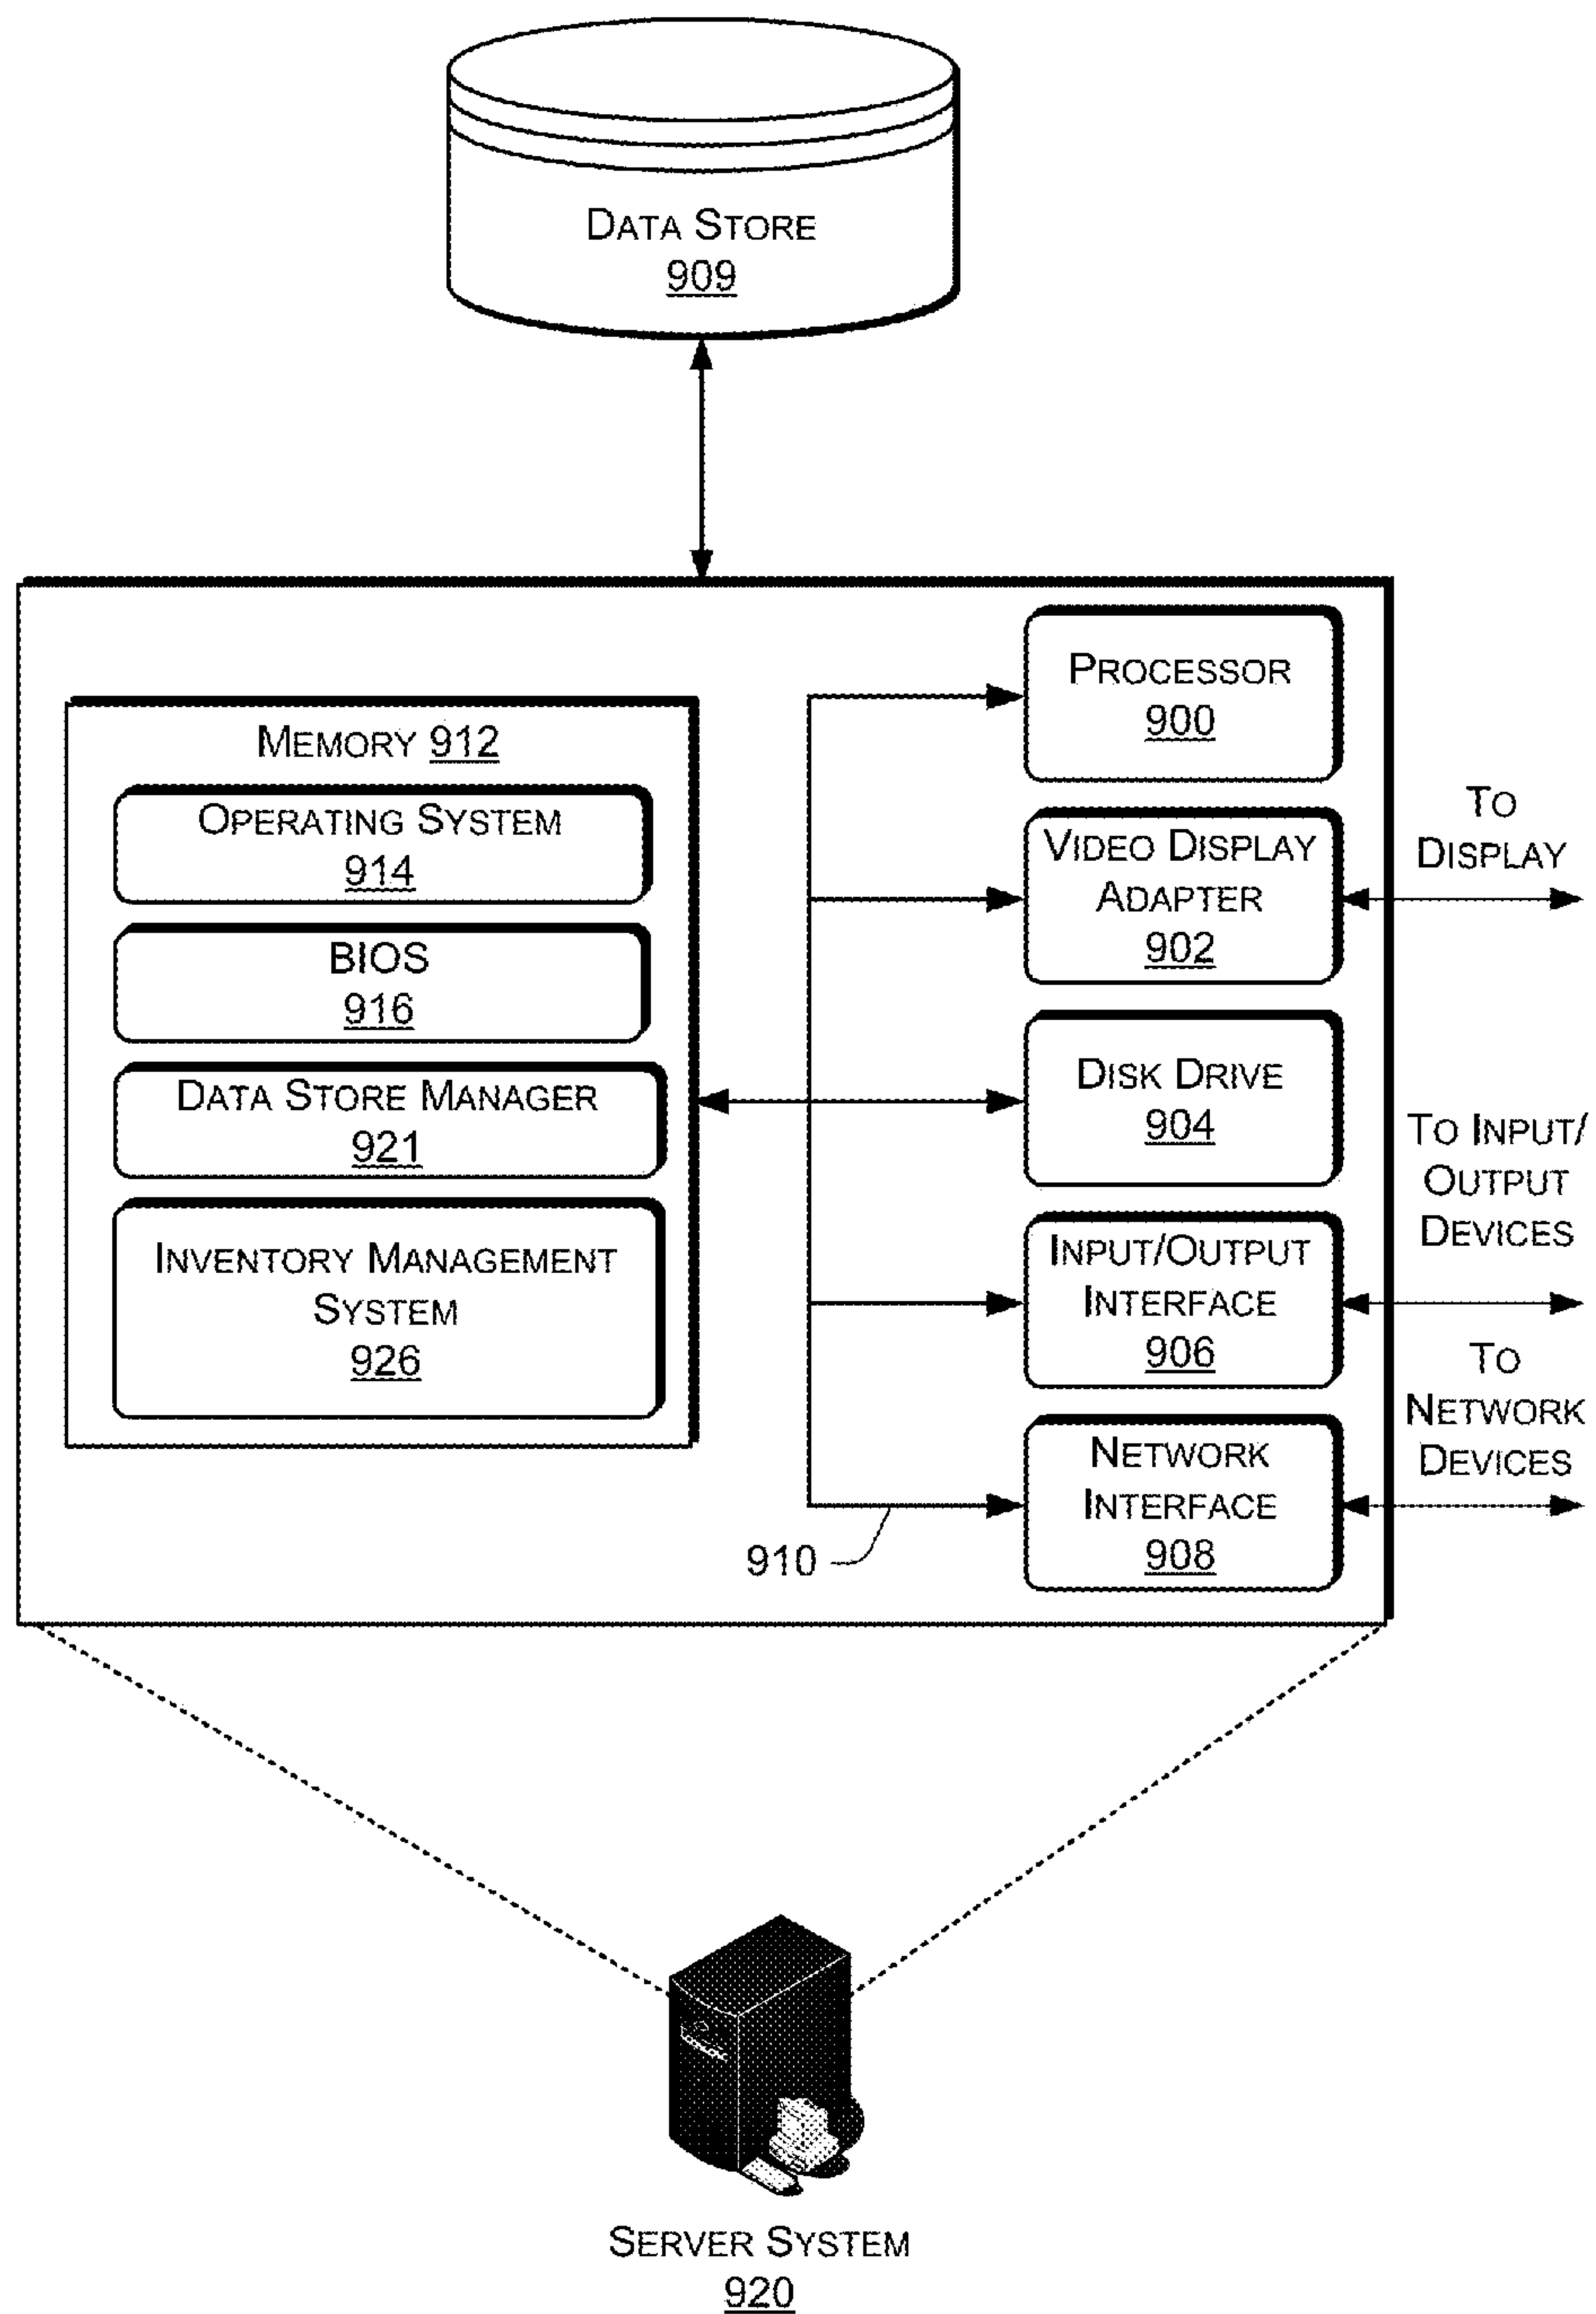 DATA STORE
909
MEMORY 912
OPERATING SYSTEM
914
BIOS
916
DATA STORE MANAGER
921
INVENTORY MANAGEMENT
SYSTEM
926
PROCESSOR
900
VIDEO DISPLAY
ADAPTER
902
DISK DRIVE
904
INPUT/OUTPUT
INTERFACE
906
NETWORK
INTERFACE
908
910
TO
DISPLAY
TO INPUT/
OUTPUT
DEVICES
TO
NETWORK
DEVICES
SERVER SYSTEM
920